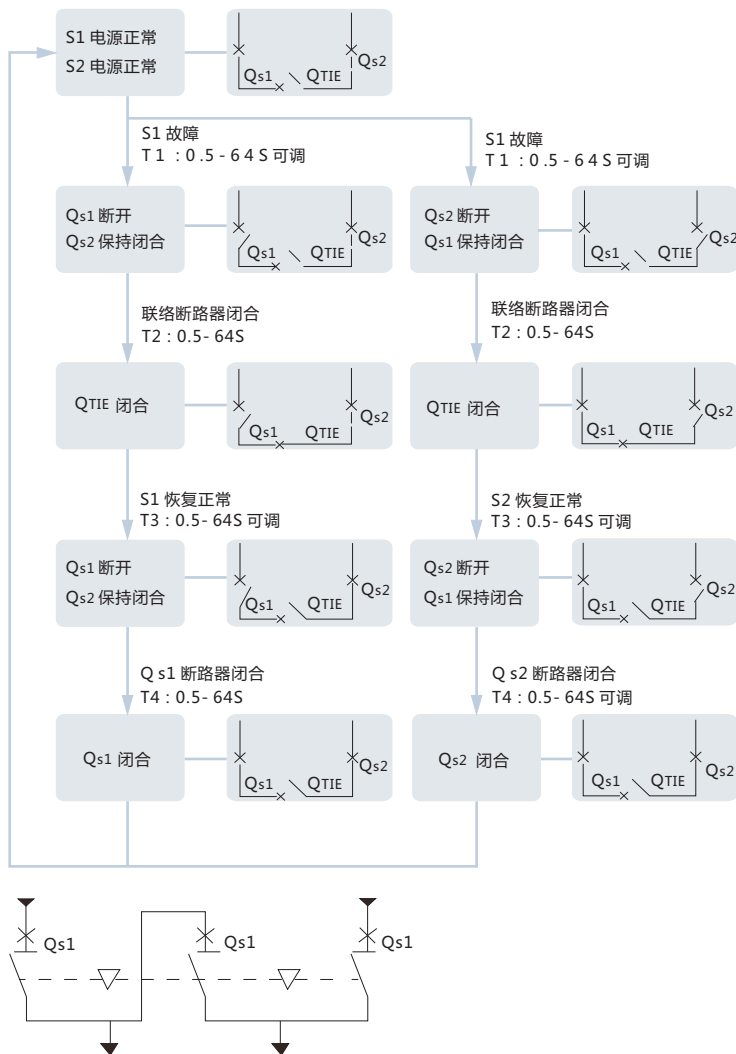 S1 电源正常
S2 电源正常
Qs1
QTIE
Qs2
S1 故障
T 1 : 0 . 5 - 6 4 S 可调
S1 故障
T 1 : 0 . 5 - 6 4 S 可调
Qs1 断开
Qs2 保持闭合
Qs1
QTIE
Qs2
Qs2 断开
Qs1 保持闭合
Qs1
QTIE
Qs2
联络断路器闭合
T2 : 0.5- 64S
联络断路器闭合
T2 : 0.5- 64S
QTIE 闭合
Qs1
QTIE
Qs2
QTIE 闭合
Qs1
QTIE
Qs2
S1 恢复正常
T3 : 0.5- 64S 可调
S2 恢复正常
T3 : 0.5- 64S 可调
Qs1 断开
Qs2 保持闭合
Qs1
QTIE
Qs2
Qs2 断开
Qs1 保持闭合
Qs1
QTIE
Qs2
Q s1 断路器闭合
T4 : 0.5- 64S
Q s2 断路器闭合
T4 : 0.5- 64S 可调
Qs1 闭合
Qs1
QTIE
Qs2
Qs2 闭合
Qs1
QTIE
Qs2
Qs1
Qs1
Qs1